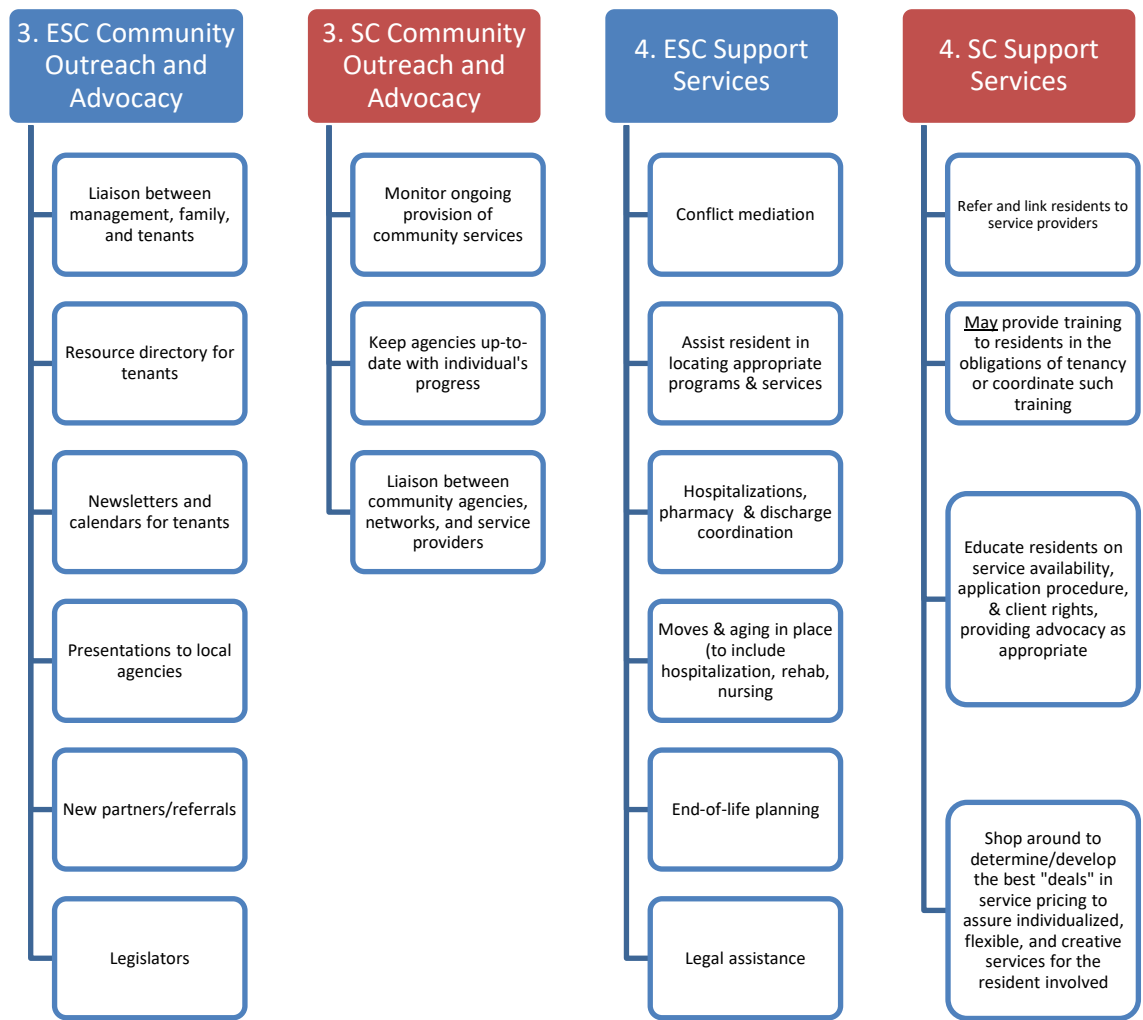 3. ESC Community
Outreach and
Advocacy
Liaison between
management, family,
and tenants
Resource directory for
tenants
Newsletters and
calendars for tenants
Presentations to local
agencies
New partners/referrals
Legislators
3. SC Community
Outreach and
Advocacy
Monitor ongoing
provision of
community services
Keep agencies up-to-
date with individual's
progress
Liaison between
community agencies,
networks, and service
providers
4. ESC Support
Services
Conflict mediation
Assist resident in
locating appropriate
programs & services
Hospitalizations,
pharmacy & discharge
coordination
Moves & aging in place
(to include
hospitalization, rehab,
nursing
End-of-life planning
Legal assistance
4. SC Support
Services
Refer and link residents to
service providers
May provide training
to residents in the
obligations of tenancy
or coordinate such
training
Educate residents on
service availability,
application procedure,
& client rights,
providing advocacy as
appropriate
Shop around to
determine/develop
the best "deals" in
service pricing to
assure individualized,
flexible, and creative
services for the
resident involved